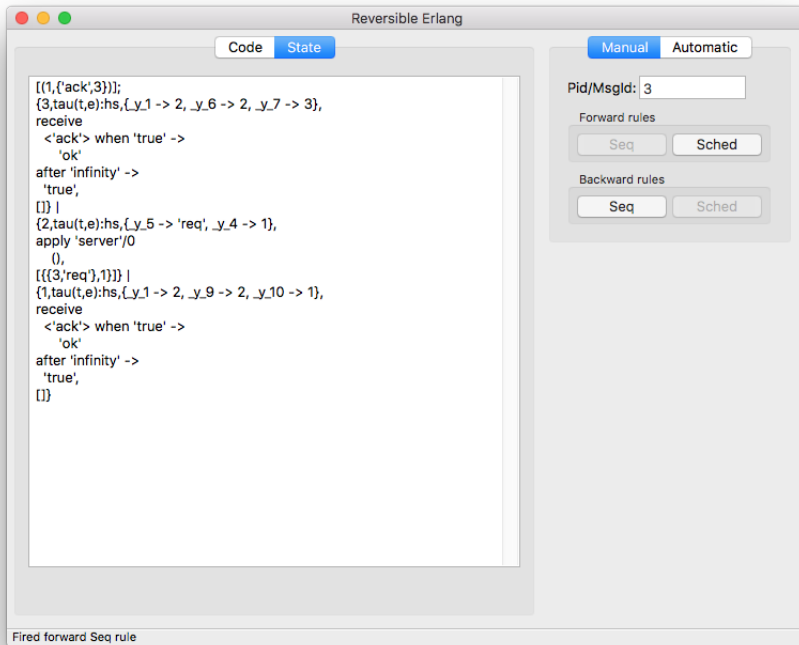 Reversible Erlang
Code State
[(1,{'ack',3})];
{3,tau(t,e):hs,{_y_1 -> 2, _y_6 -> 2, _y_7 -> 3},
receive
<'ack'> when 'true' ->
'ok'
after 'infinity' ->
'true',
[]} |
{2,tau(t,e):hs,{_y_5 -> 'req', _y_4 -> 1},
apply 'server'/0
(),
[{{3,'req'},1}]} |
{1,tau(t,e):hs,{_y_1 -> 2, _y_9 -> 2, _y_10 -> 1},
receive
<'ack'> when 'true' ->
'ok'
after 'infinity' ->
'true',
[]}
Manual Automatic
Pid/MsgId: 3
Forward rules
Seq Sched
Backward rules
Seq Sched
Fired forward Seq rule